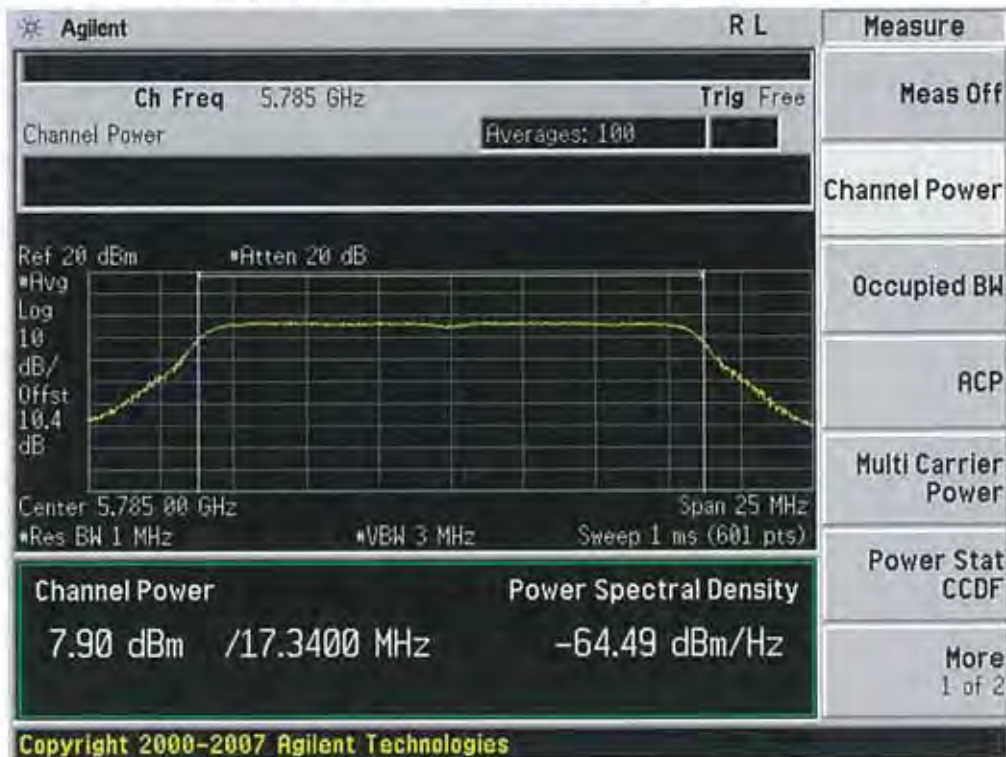 Agilent R L
Ch Freq 5.785 GHz Trig Free
Channel Power Averages: 100
Ref 20 dBm *Atten 20 dB
*Avg
Log
10
dB/
Offst
10.4
dB
Center 5.785 00 GHz Span 25 MHz
*Res BW 1 MHz *VBW 3 MHz Sweep 1 ms (601 pts)
Channel Power Power Spectral Density
7.90 dBm /17.3400 MHz -64.49 dBm/Hz
Copyright 2000-2007 Agilent Technologies
Measure
Meas Off
Channel Power
Occupied BW
ACP
Multi Carrier
Power
Power Stat
CCDF
More
1 of 2